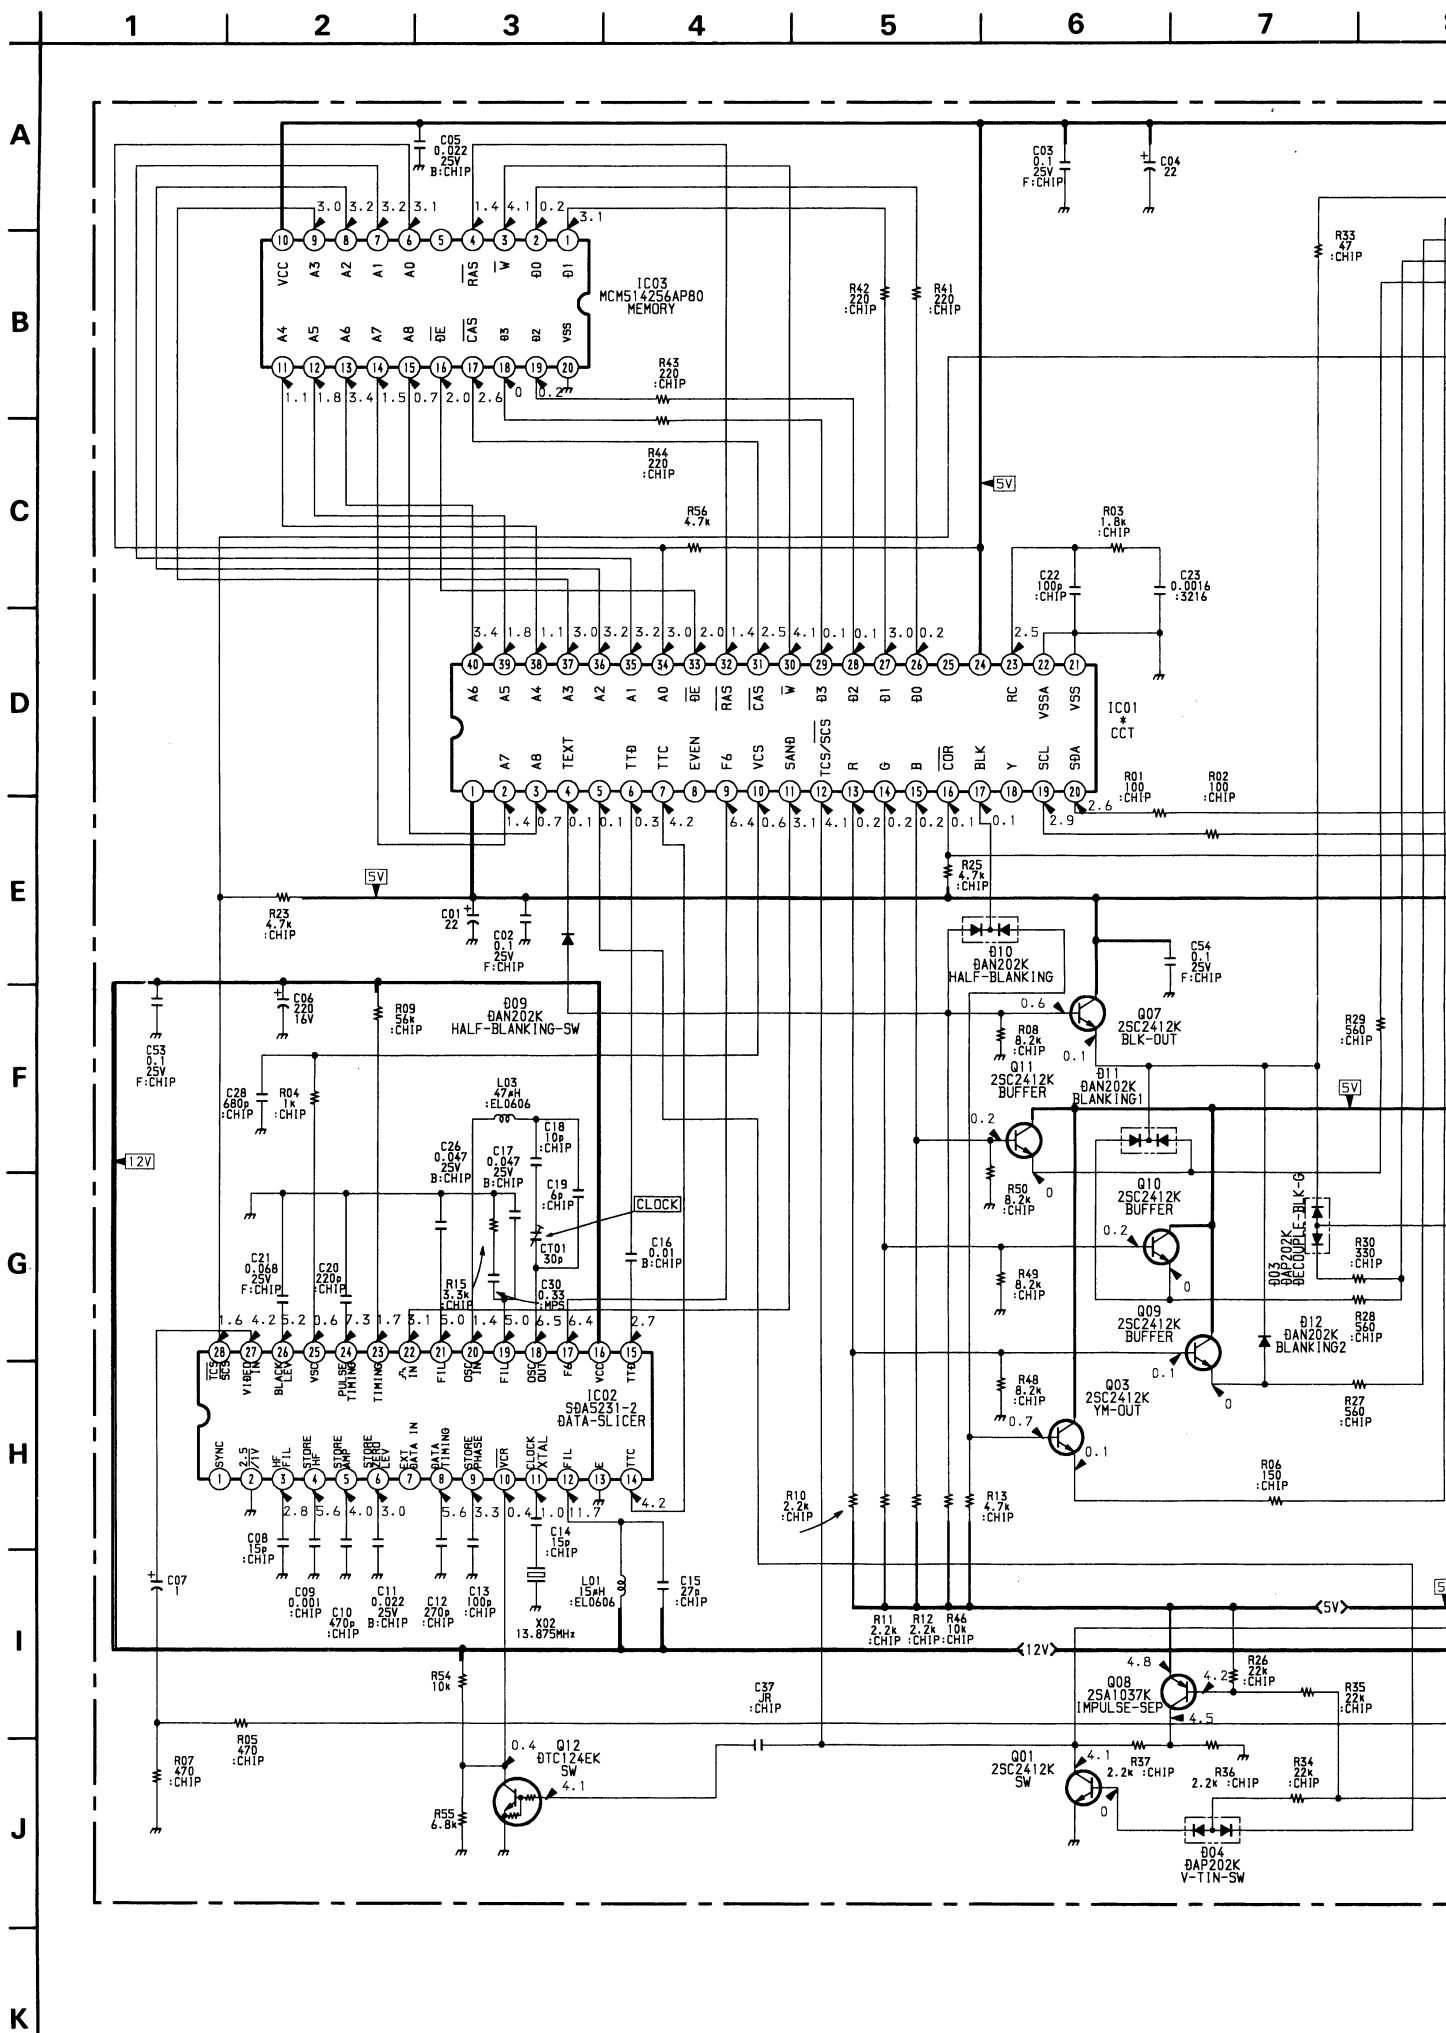 1 2 3 4 5 6 7
A
B
C
D
E
F
G
H
I
J
K
C05
0.022
25V
B:CHIP
C03
0.1
25V
F:CHIP
+
C04
22
3.0 3.2 3.2 3.1 1.4 4.1 0.2 3.1
10 9 8 7 6 5 4 3 2 1
VCC A3 A2 A1 A0 RAS W D0 D1
IC03
MCM514256AP80
MEMORY
A4 A5 A6 A7 A8 OE CAS D3 D2 VSS
11 12 13 14 15 16 17 18 19 20
1.1 1.8 3.4 1.5 0.7 2.0 2.6 0 0.2
R42
220
:CHIP
R41
220
:CHIP
R33
47
:CHIP
R43
220
:CHIP
R44
220
:CHIP
5V
R56
4.7k
R03
1.8k
:CHIP
C22
100p
:CHIP
C23
0.0016
:3216
3.4 1.8 1.1 3.0 3.2 3.2 3.0 2.0 1.4 2.5 4.1 0.1 0.1 3.0 0.2 2.5
40 39 38 37 36 35 34 33 32 31 30 29 28 27 26 25 24 23 22 21
A6 A5 A4 A3 A2 A1 A0 OE RAS CAS W D3 D2 D1 D0 RC VSSA VSS
IC01
*
CCT
A7 A8 TEXT TTD TTC EVEN F6 VCS SAND TCS/SCS R G B COR BLK Y SCL SDA
1 2 3 4 5 6 7 8 9 10 11 12 13 14 15 16 17 18 19 20
1.4 0.7 0.1 0.1 0.3 4.2 6.4 0.6 3.1 4.1 0.2 0.2 0.2 0.1 0.1 2.9 2.6
R01
100
:CHIP
R02
100
:CHIP
5V
R23
4.7k
:CHIP
C01
22
+
C02
0.1
25V
F:CHIP
R25
4.7k
:CHIP
D10
DAN202K
HALF-BLANKING
C54
0.1
25V
F:CHIP
C53
0.1
25V
F:CHIP
+
C06
220
16V
R09
56k
:CHIP
D09
DAN202K
HALF-BLANKING-SW
0.6
R08
8.2k
:CHIP
Q07
2SC2412K
BLK-OUT
0.1
R29
560
:CHIP
C28
680p
:CHIP
R04
1k
:CHIP
L03
47µH
:EL0606
Q11
2SC2412K
BUFFER
0.2
D11
DAN202K
BLANKING1
5V
12V
C26
0.047
25V
B:CHIP
C17
0.047
25V
B:CHIP
C18
10p
:CHIP
C19
6p
:CHIP
CLOCK
R50
8.2k
:CHIP
0
Q10
2SC2412K
BUFFER
0.2
0
D03
DAP202K
DECOUPLE-BLK-G
C21
0.068
25V
F:CHIP
C20
220p
:CHIP
R15
3.3k
:CHIP
CT01
30p
C30
0.33
:MPS
C16
0.01
B:CHIP
R49
8.2k
:CHIP
R30
330
:CHIP
Q09
2SC2412K
BUFFER
0.1
0
D12
DAN202K
BLANKING2
R28
560
:CHIP
1.6 4.2 5.2 0.6 7.3 1.7 3.1 5.0 1.4 5.0 6.5 6.4 2.7
28 27 26 25 24 23 22 21 20 19 18 17 16 15
TCS SCS
VIDEO IN
BLACK LEV
VSC
PULSE TIMING
TIMING
IN
FIL
OSC IN
FIL
OSC OUT
F6
VCC
TTD
IC02
SDA5231-2
DATA-SLICER
SYNC
2.5 /1V
HF FIL
STORE HF
STORE AMP
STORE ZERO LEV
EXT DATA IN
DATA TIMING
STORE PHASE
VCR
CLOCK XTAL
FIL
E
TTC
1 2 3 4 5 6 7 8 9 10 11 12 13 14
2.8 5.6 4.0 3.0 5.6 3.3 0.4 1.0 11.7 4.2
R48
8.2k
:CHIP
Q03
2SC2412K
YM-OUT
0.7
0.1
R27
560
:CHIP
R06
150
:CHIP
R10
2.2k
:CHIP
R13
4.7k
:CHIP
C08
15p
:CHIP
C14
15p
:CHIP
+
C07
1
C09
0.001
:CHIP
C10
470p
:CHIP
C11
0.022
25V
B:CHIP
C12
270p
:CHIP
C13
100p
:CHIP
X02
13.875MHz
L01
15µH
:EL0606
C15
27p
:CHIP
R11
2.2k
:CHIP
R12
2.2k
:CHIP
R46
10k
:CHIP
5V
12V
5
R54
10k
C37
JR
:CHIP
4.8
Q08
2SA1037K
IMPULSE-SEP
4.2
4.5
R26
22k
:CHIP
R35
22k
:CHIP
R07
470
:CHIP
R05
470
:CHIP
0.4
Q12
DTC124EK
SW
4.1
R55
6.8k
Q01
2SC2412K
SW
4.1
0
R37
2.2k :CHIP
R36
2.2k :CHIP
R34
22k
:CHIP
D04
DAP202K
V-TIN-SW